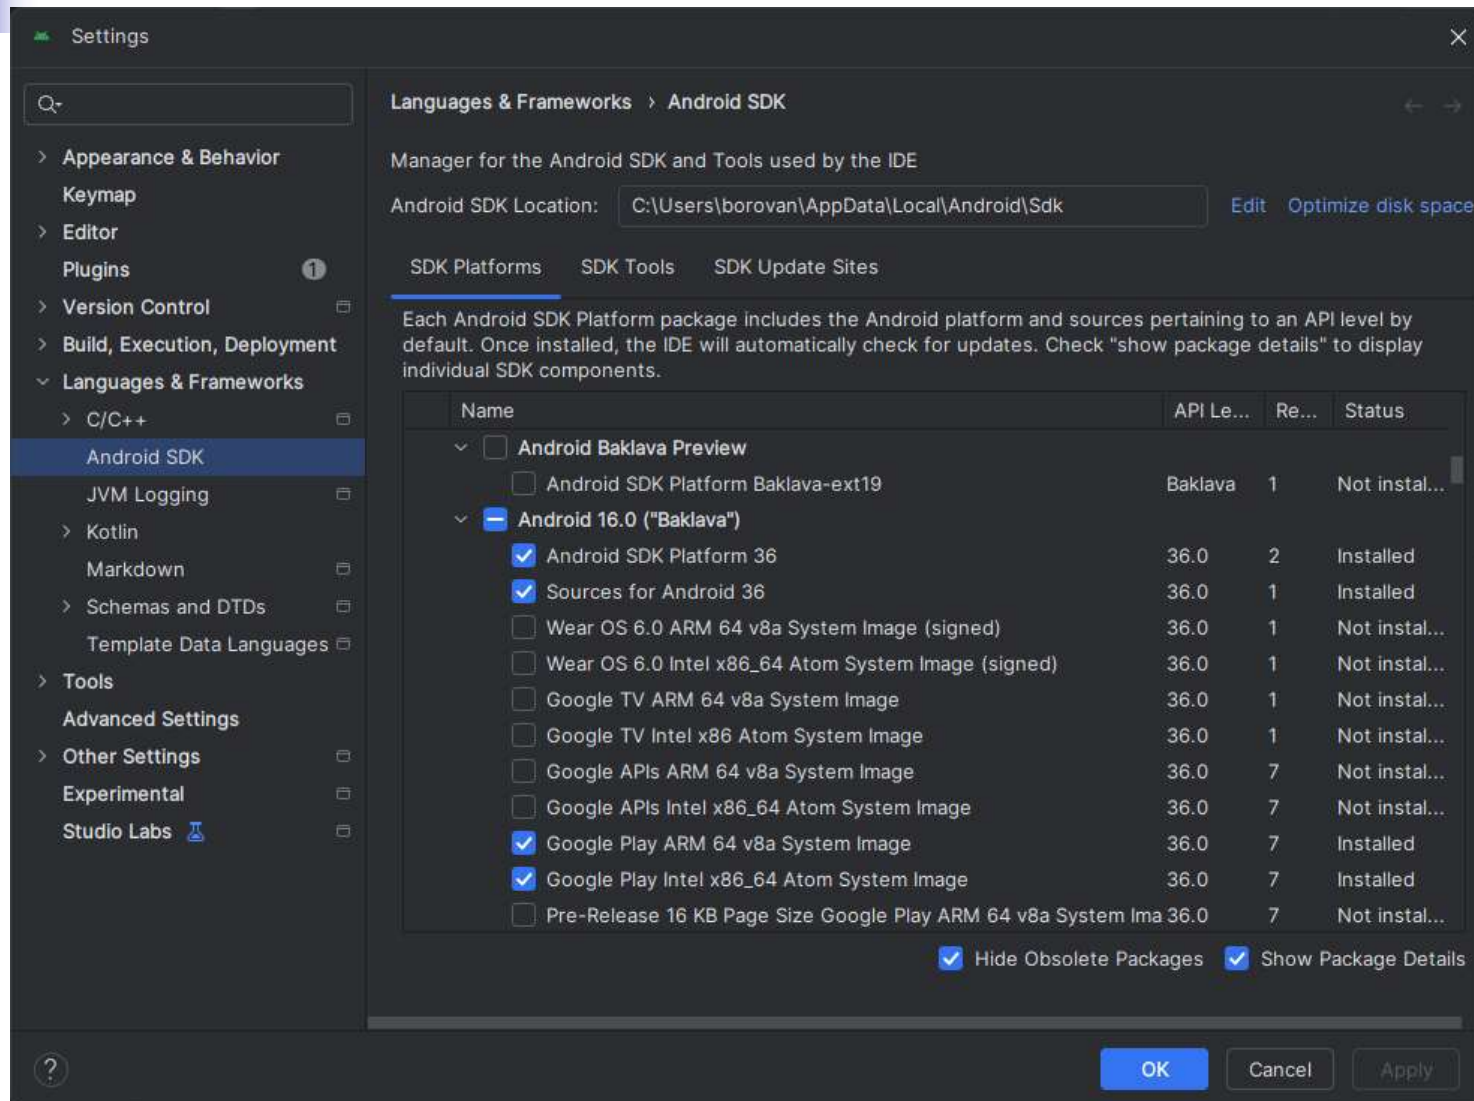 Settings
Languages & Frameworks › Android SDK
Appearance & Behavior
Keymap
Editor
Plugins 1
Version Control
Build, Execution, Deployment
Languages & Frameworks
C/C++
Android SDK
JVM Logging
Kotlin
Markdown
Schemas and DTDs
Template Data Languages
Tools
Advanced Settings
Other Settings
Experimental
Studio Labs
Manager for the Android SDK and Tools used by the IDE
Android SDK Location: C:\Users\borovan\AppData\Local\Android\Sdk Edit Optimize disk space
SDK Platforms SDK Tools SDK Update Sites
Each Android SDK Platform package includes the Android platform and sources pertaining to an API level by
default. Once installed, the IDE will automatically check for updates. Check "show package details" to display
individual SDK components.
Name API Le... Re... Status
Android Baklava Preview
Android SDK Platform Baklava-ext19 Baklava 1 Not instal...
Android 16.0 ("Baklava")
Android SDK Platform 36 36.0 2 Installed
Sources for Android 36 36.0 1 Installed
Wear OS 6.0 ARM 64 v8a System Image (signed) 36.0 1 Not instal...
Wear OS 6.0 Intel x86_64 Atom System Image (signed) 36.0 1 Not instal...
Google TV ARM 64 v8a System Image 36.0 1 Not instal...
Google TV Intel x86 Atom System Image 36.0 1 Not instal...
Google APIs ARM 64 v8a System Image 36.0 7 Not instal...
Google APIs Intel x86_64 Atom System Image 36.0 7 Not instal...
Google Play ARM 64 v8a System Image 36.0 7 Installed
Google Play Intel x86_64 Atom System Image 36.0 7 Installed
Pre-Release 16 KB Page Size Google Play ARM 64 v8a System Ima 36.0 7 Not instal...
Hide Obsolete Packages Show Package Details
? OK Cancel Apply